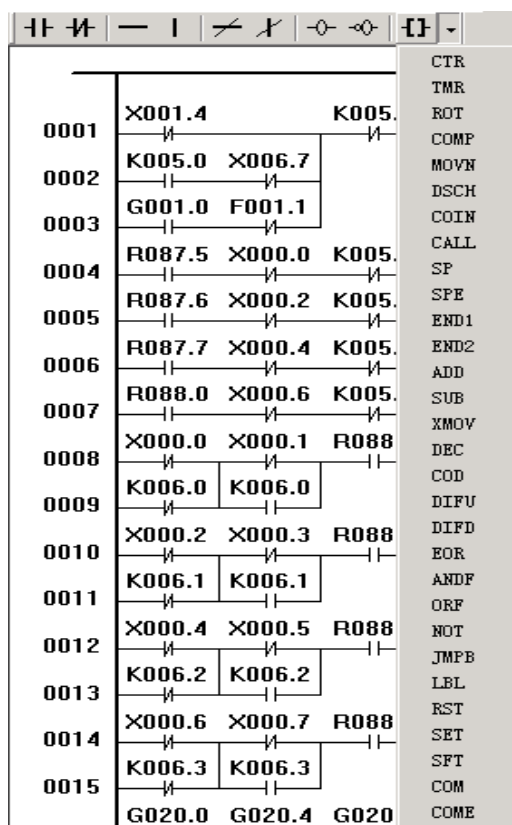 CTR
TMR
X001.4 K005. ROT
0001
COMP
K005.0 X006.7 MOVN
0002
DSCH
G001.0 F001.1 COIN
0003
CALL
R087.5 X000.0 K005.
0004 SP
R087.6 X000.2 K005. SPE
0005 END1
R087.7 X000.4 K005. END2
0006 ADD
R088.0 X000.6 K005. SUB
0007
XMOV
X000.0 X000.1 R088 DEC
0008
COD
K006.0 K006.0
0009 DIFU
X000.2 X000.3 R088 DIFD
0010 EOR
K006.1 K006.1 ANDF
0011 ORF
X000.4 X000.5 R088 NOT
0012
JMPB
K006.2 K006.2 LBL
0013
RST
X000.6 X000.7 R088
0014 SET
K006.3 K006.3 SFT
0015 COM
G020.0 G020.4 G020 COME